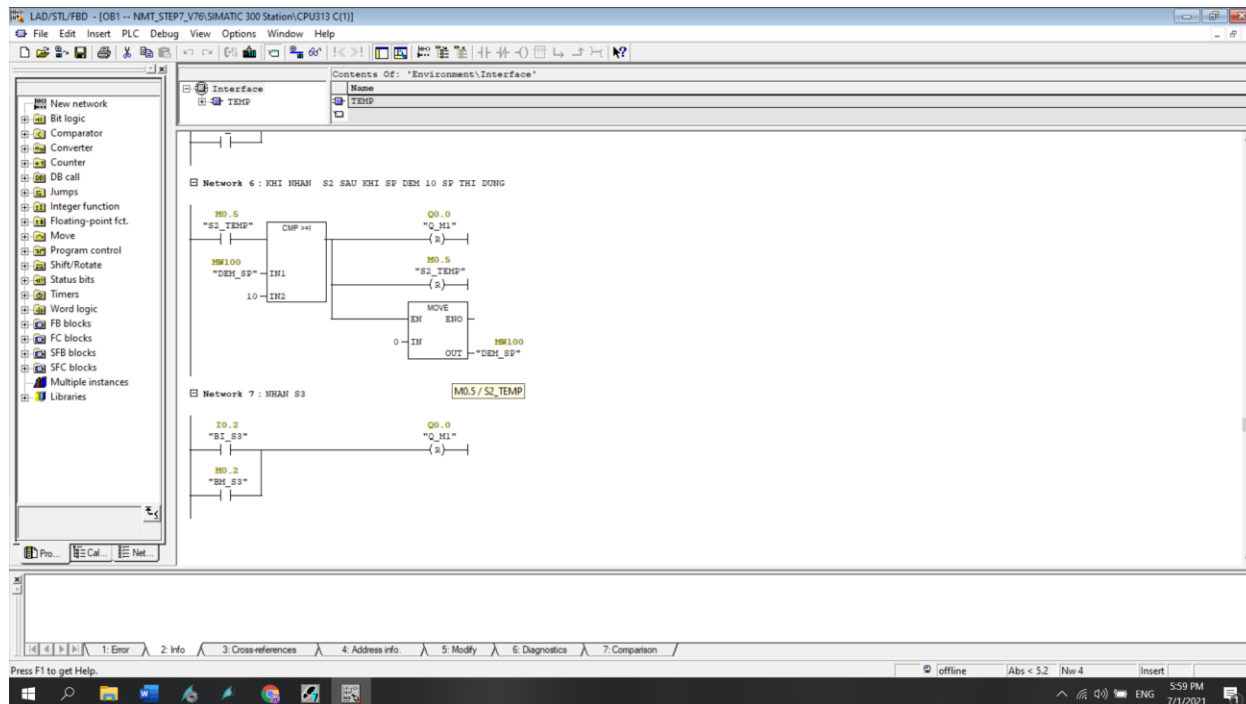 LAD/STL/FBD - [OB1 -- NMT_STEP7_V76\SIMATIC 300 Station\CPU313 C(1)]
File Edit Insert PLC Debug View Options Window Help
Contents Of: 'Environment\Interface'
Interface
TEMP
Name
TEMP
New network
Bit logic
Comparator
Converter
Counter
DB call
Jumps
Integer function
Floating-point fct.
Move
Program control
Shift/Rotate
Status bits
Timers
Word logic
FB blocks
FC blocks
SFB blocks
SFC blocks
Multiple instances
Libraries
Pro... Cal... Net...
Network 6 : KHI NHAN S2 SAU KHI SP DEM 10 SP THI DUNG
M0.5
"S2_TEMP"
CMP >=I
MW100
"DEM_SP"
IN1
10
IN2
Q0.0
"Q_M1"
R
M0.5
"S2_TEMP"
R
MOVE
EN ENO
0 IN
MW100
OUT "DEM_SP"
M0.5 / S2_TEMP
Network 7 : NHAN S3
I0.2
"BI_S3"
Q0.0
"Q_M1"
R
M0.2
"BM_S3"
1: Error 2: Info 3: Cross-references 4: Address info. 5: Modify 6: Diagnostics 7: Comparison
Press F1 to get Help.
offline Abs < 5.2 Nw 4 Insert
ENG
5:59 PM
7/1/2021